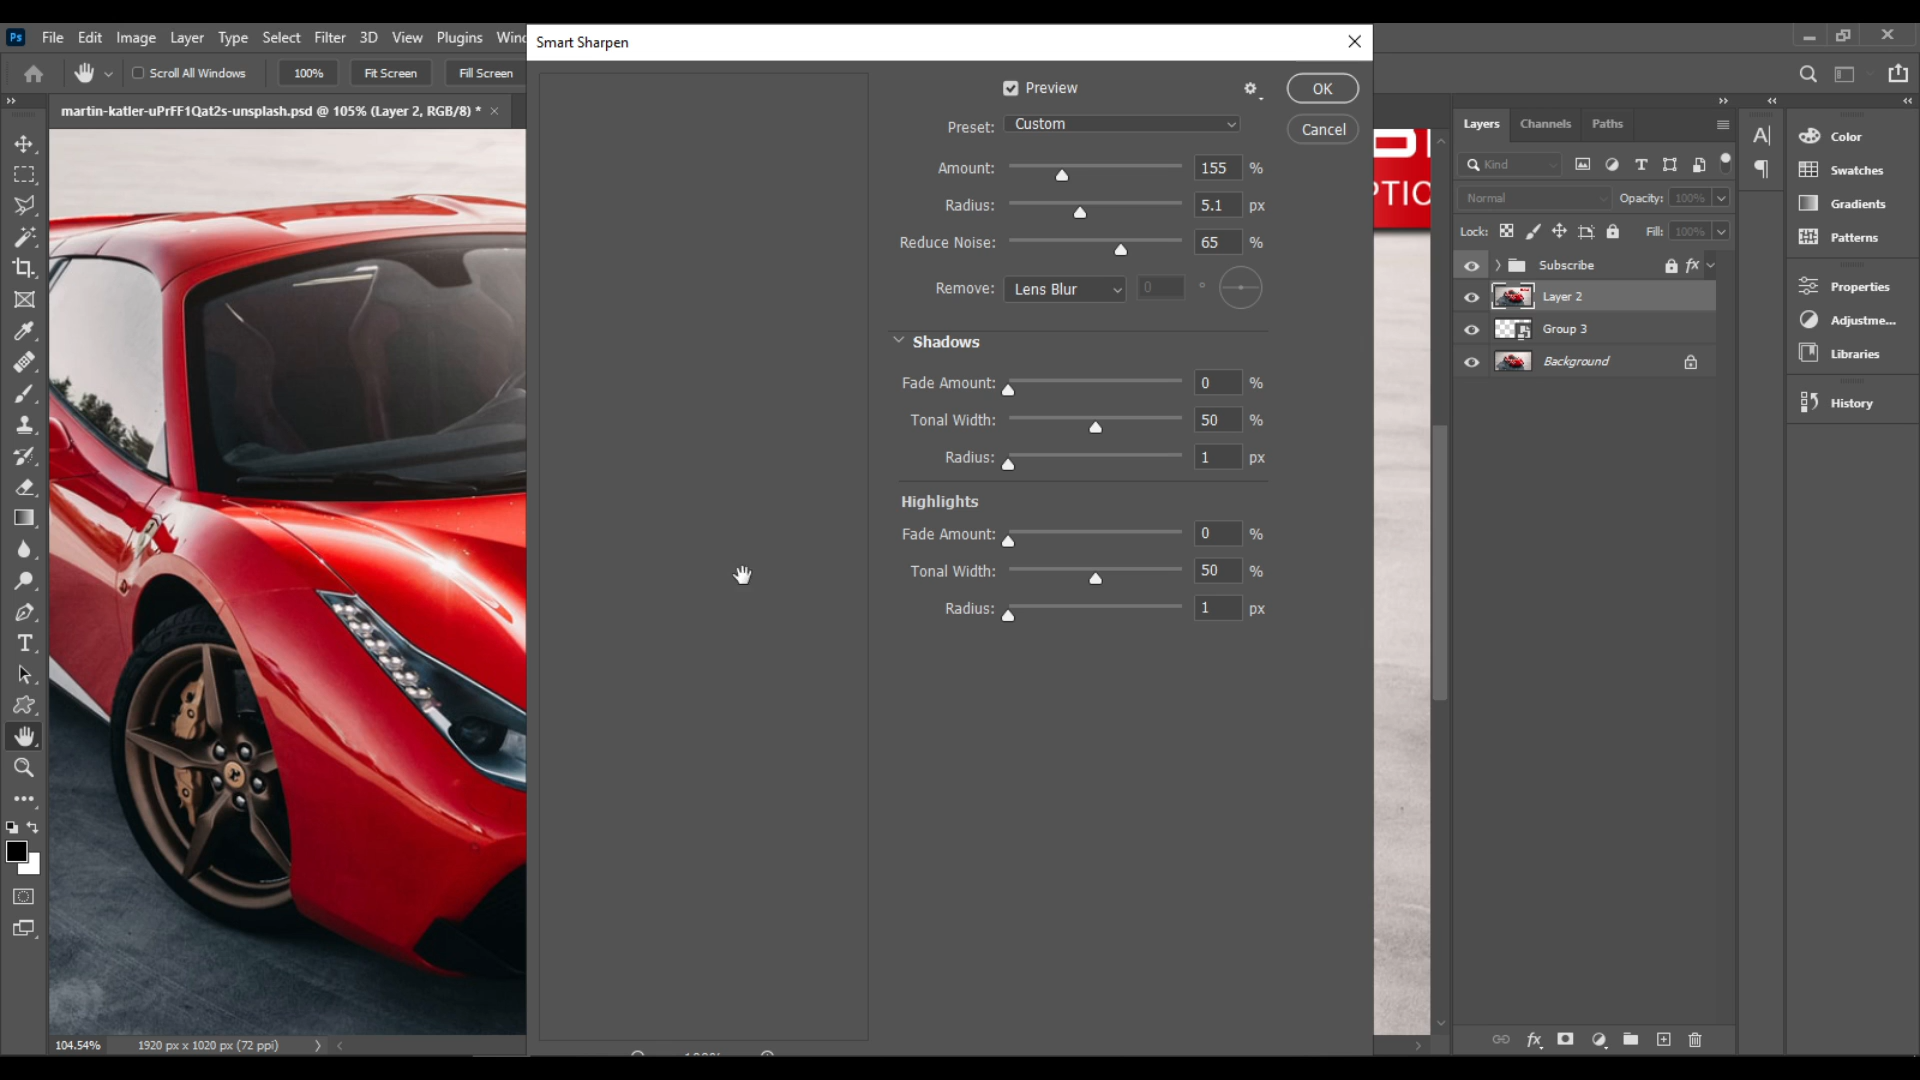 Smart Sharpen
Ps File Edit Image Layer Type Select Filter 3D View Plugins
Scroll All Windows 100% Fit Screen Fill Screen
martin-katler-uPrFF1Qat2s-unsplash.psd @ 105% (Layer 2, RGB/8) *
Preview
OK
Preset: Custom
Cancel
Amount: 155 %
Radius: 5.1 px
Reduce Noise: 65 %
Remove: Lens Blur 0 °
Shadows
Fade Amount: 0 %
Tonal Width: 50 %
Radius: 1 px
Highlights
Fade Amount: 0 %
Tonal Width: 50 %
Radius: 1 px
104.54% 1920 px x 1020 px (72 ppi)
Layers Channels Paths
Kind
Normal Opacity: 100%
Lock: Fill: 100%
Subscribe fx
Layer 2
Group 3
Background
fx
Color
Swatches
Gradients
Patterns
Properties
Adjustme...
Libraries
History